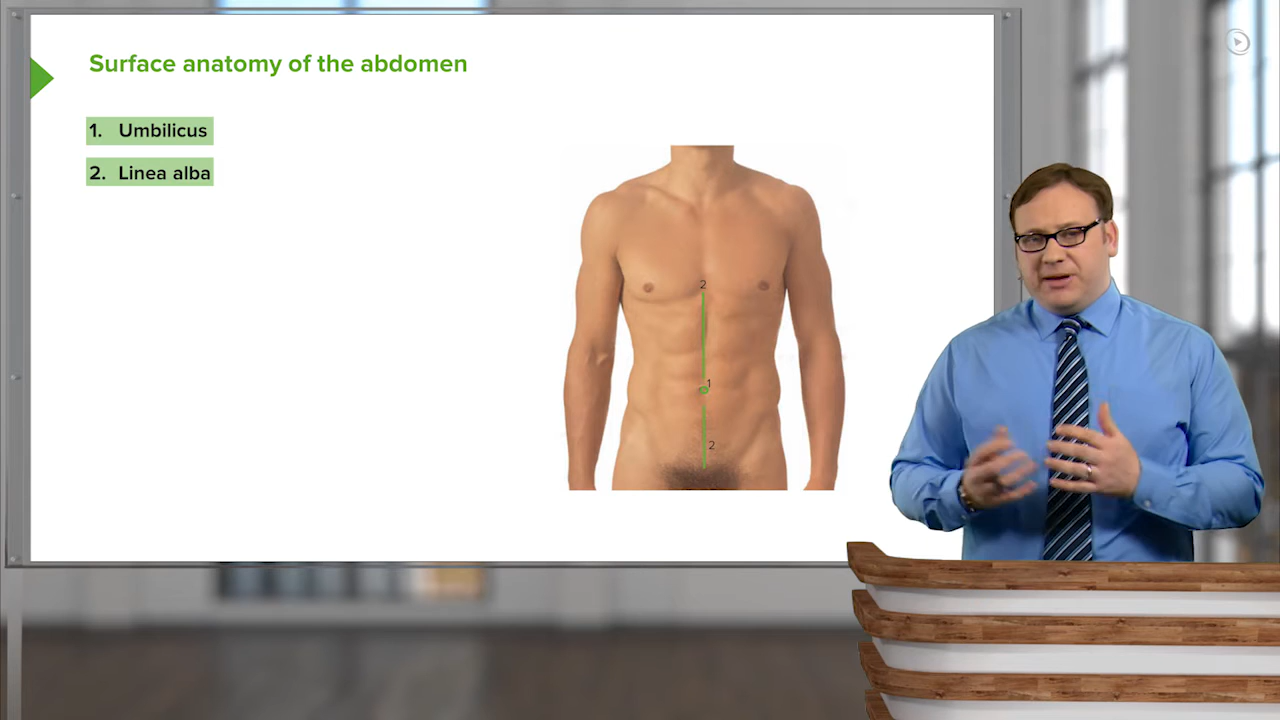 Surface anatomy of the abdomen
1. Umbilicus
2. Linea alba
2
1
2